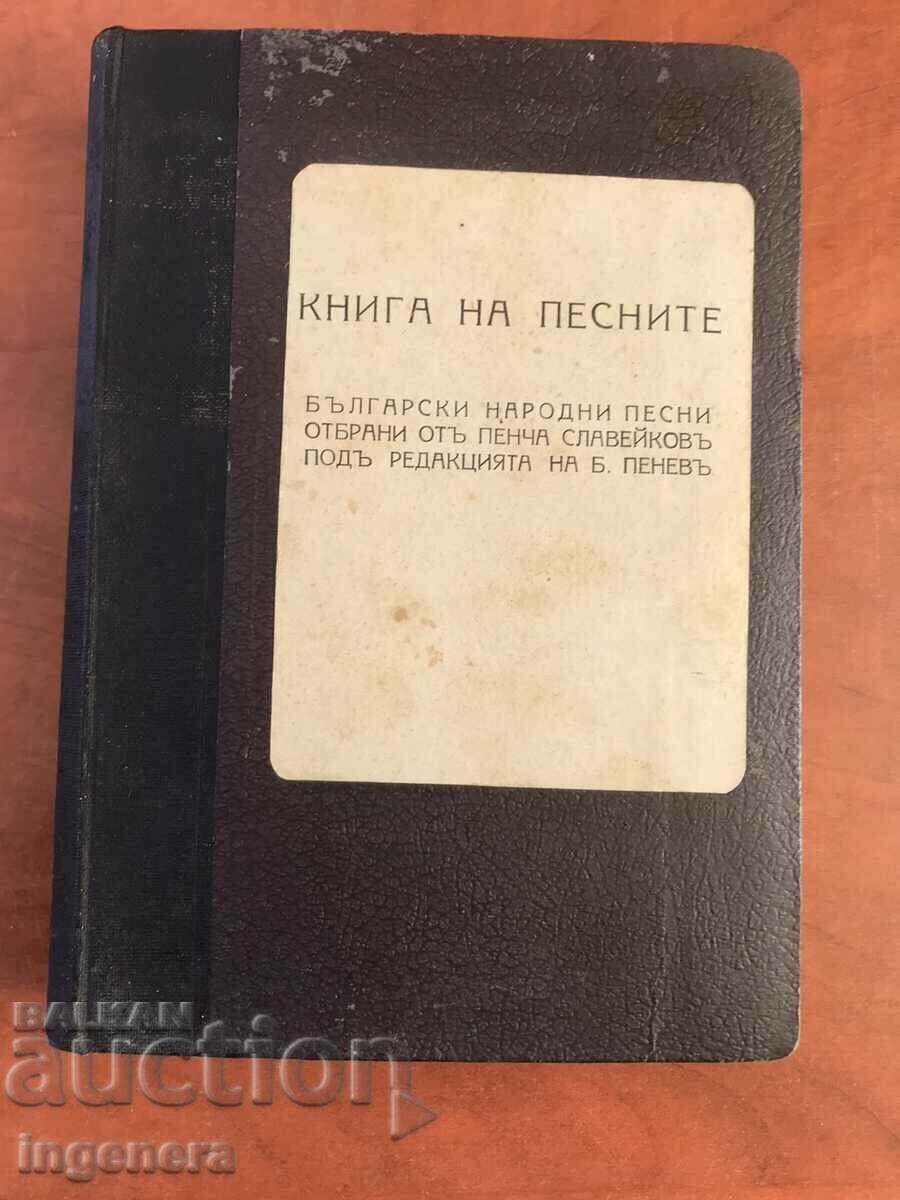 КНИГА НА ПЕСНИТЕ
БЪЛГАРСКИ НАРОДНИ ПЕСНИ
ОТБРАНИ ОТЪ ПЕНЧА СЛАВЕЙКОВЪ
ПОДЪ РЕДАКЦИЯТА НА Б. ПЕНЕВЪ
BALKAN
auction
ingenera